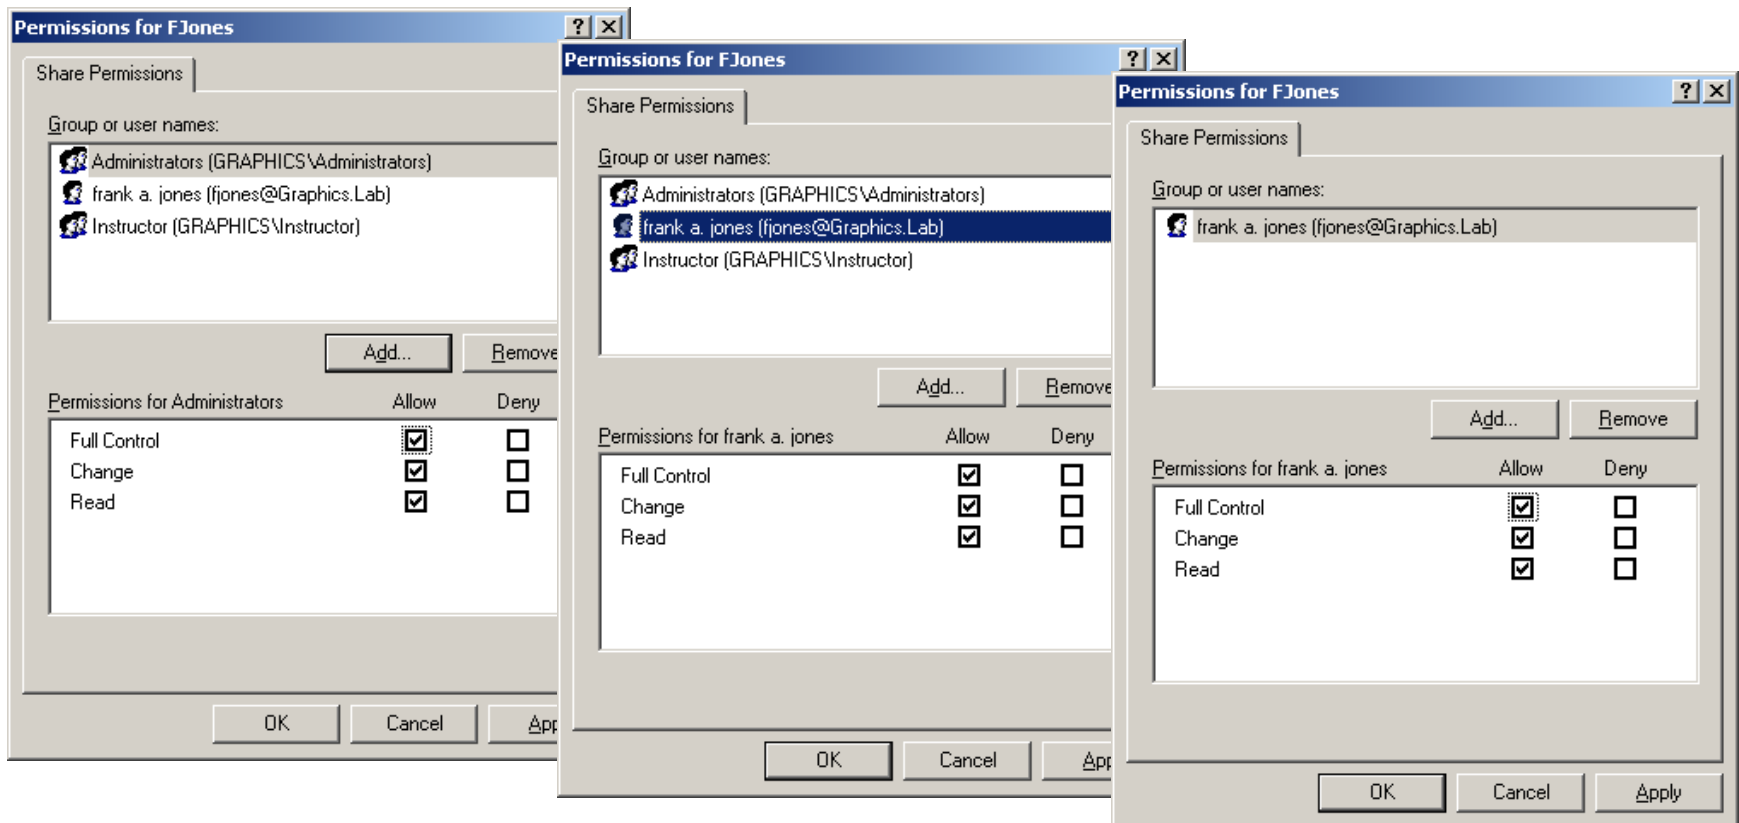 Permissions for FJones
Share Permissions
Group or user names:
Administrators (GRAPHICS\Administrators)
frank a. jones (fjones@Graphics.Lab)
Instructor (GRAPHICS\Instructor)
Add... Remove
Permissions for Administrators Allow Deny
Full Control
Change
Read
OK Cancel App
Permissions for FJones
Share Permissions
Group or user names:
Administrators (GRAPHICS\Administrators)
frank a. jones (fjones@Graphics.Lab)
Instructor (GRAPHICS\Instructor)
Add... Remove
Permissions for frank a. jones Allow Deny
Full Control
Change
Read
OK Cancel App
Permissions for FJones
Share Permissions
Group or user names:
frank a. jones (fjones@Graphics.Lab)
Add... Remove
Permissions for frank a. jones Allow Deny
Full Control
Change
Read
OK Cancel Apply